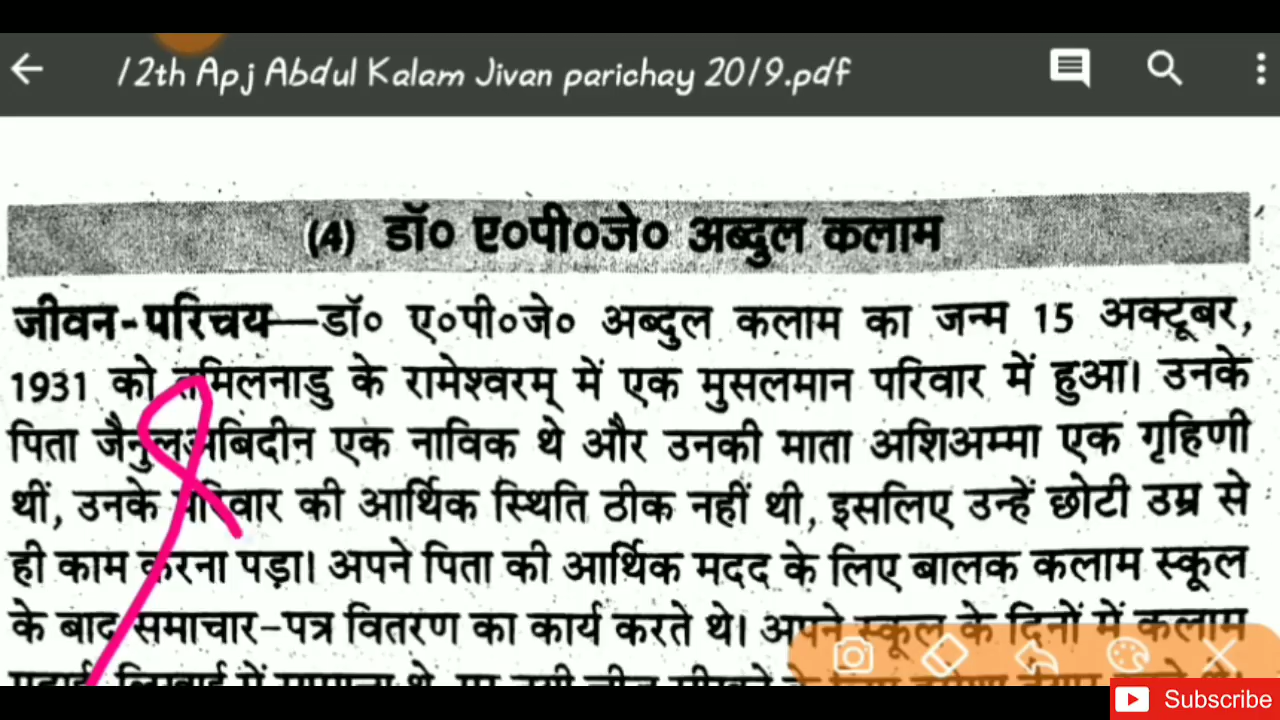 12th Apj Abdul Kalam Jivan parichay 2019.pdf
(4) डॉ० ए०पी०जे० अब्दुल कलाम
जीवन-परिचय—डॉ० ए०पी०जे० अब्दुल कलाम का जन्म 15 अक्टूबर,
1931 को तमिलनाडु के रामेश्वरम् में एक मुसलमान परिवार में हुआ। उनके
पिता जैनुलअबिदीन एक नाविक थे और उनकी माता अशिअम्मा एक गृहिणी
थीं, उनके परिवार की आर्थिक स्थिति ठीक नहीं थी, इसलिए उन्हें छोटी उम्र से
ही काम करना पड़ा। अपने पिता की आर्थिक मदद के लिए बालक कलाम स्कूल
के बाद समाचार-पत्र वितरण का कार्य करते थे। अपने स्कूल के दिनों में कलाम
Subscribe